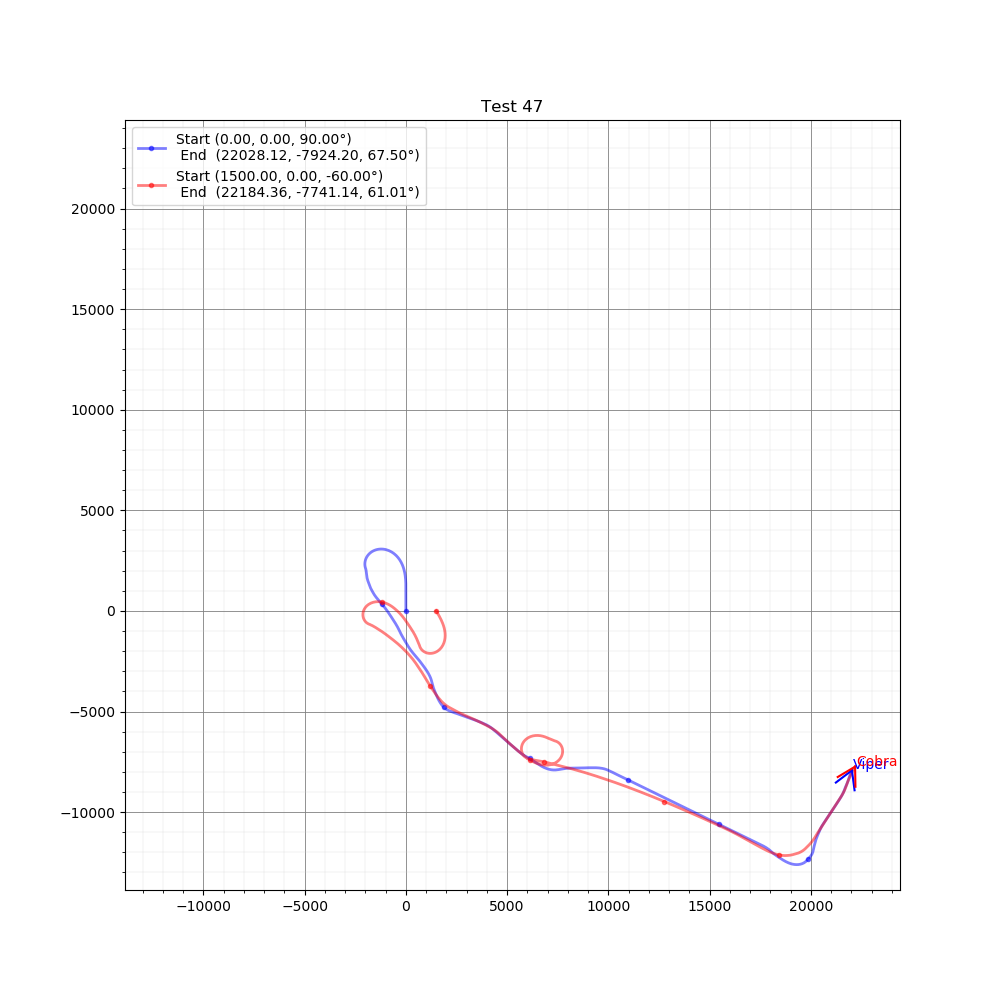 Test 47
Start (0.00, 0.00, 90.00°)
End (22028.12, -7924.20, 67.50°)
Start (1500.00, 0.00, -60.00°)
End (22184.36, -7741.14, 61.01°)
20000
15000
10000
5000
0
−5000
−10000
Cobra
Viper
−10000 −5000 0 5000 10000 15000 20000